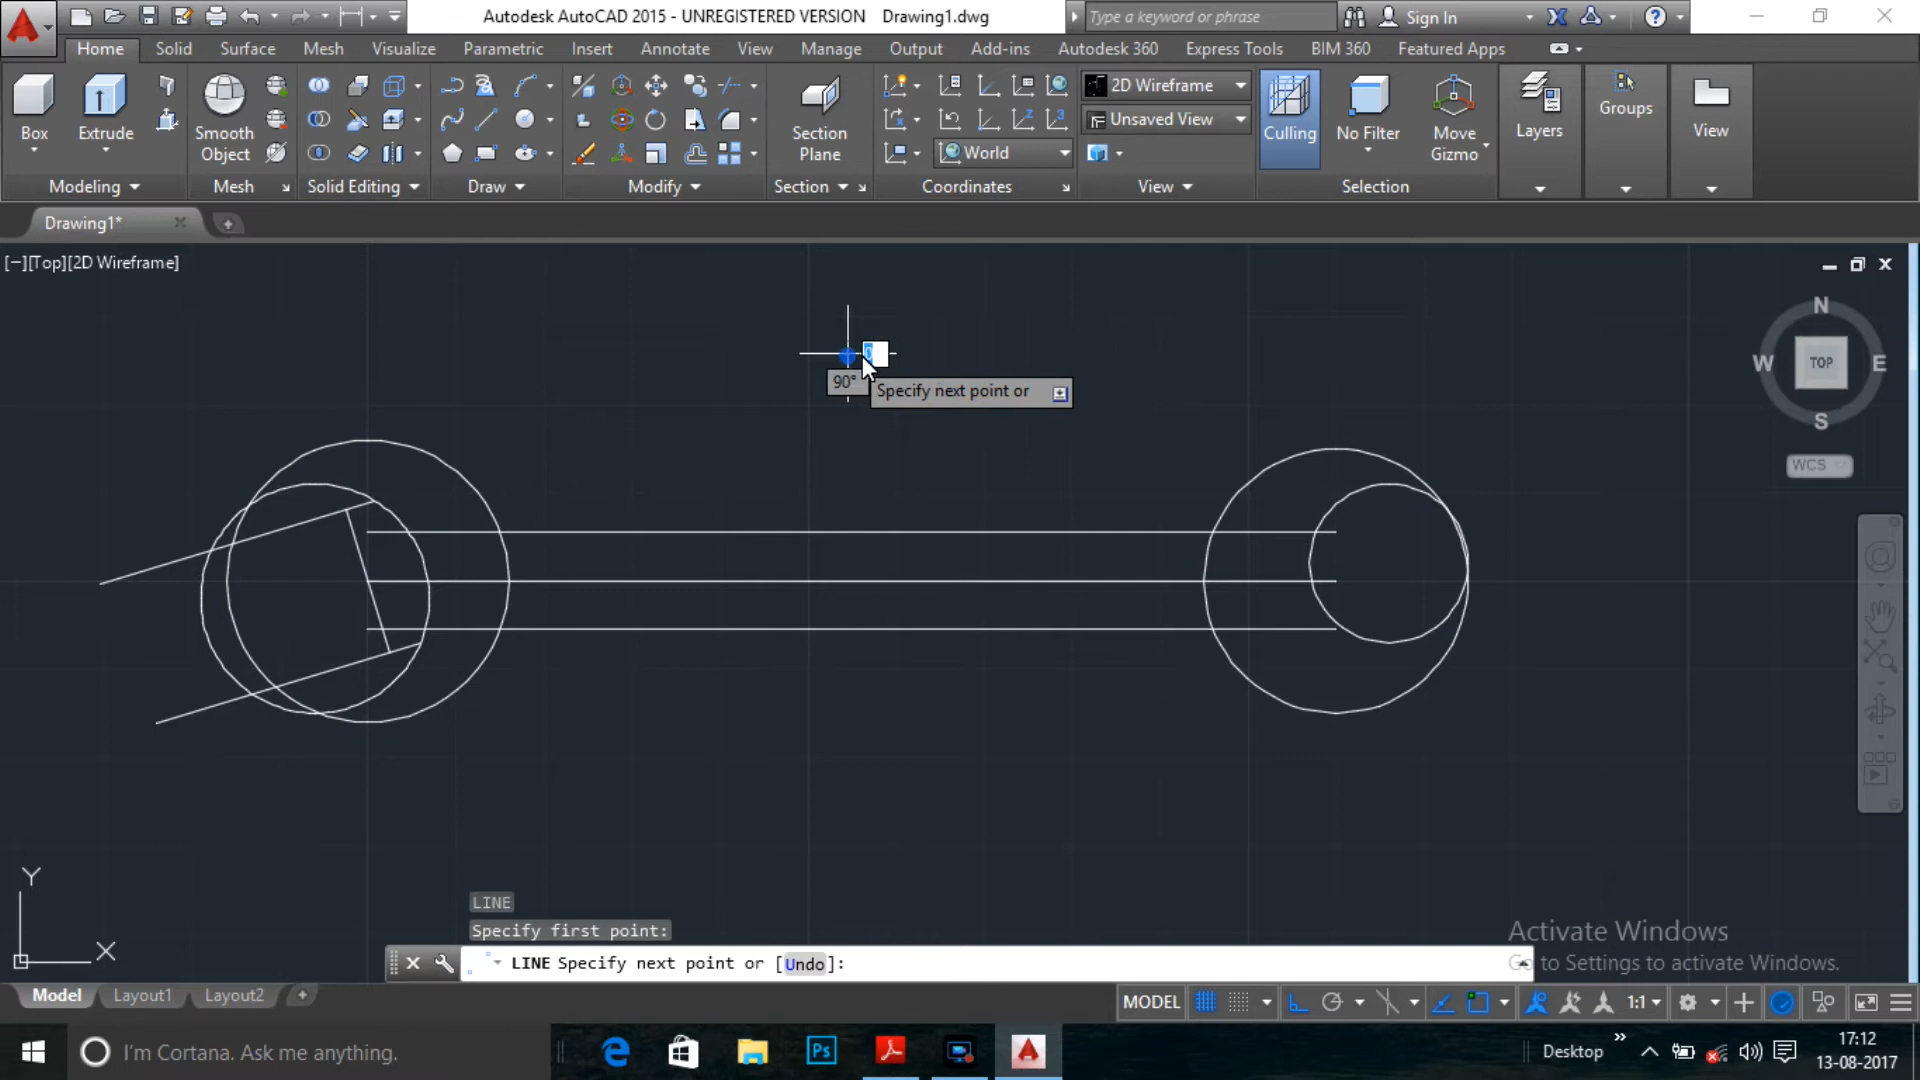 Autodesk AutoCAD 2015 - UNREGISTERED VERSION Drawing1.dwg
Type a keyword or phrase
Sign In
Home Solid Surface Mesh Visualize Parametric Insert Annotate View Manage Output Add-ins Autodesk 360 Express Tools BIM 360 Featured Apps
2D Wireframe
Unsaved View
World
Box
Extrude
Smooth Object
Section Plane
Culling
No Filter
Move Gizmo
Layers
Groups
View
Modeling
Mesh
Solid Editing
Draw
Modify
Section
Coordinates
View
Selection
Drawing1*
[−][Top][2D Wireframe]
N
W TOP E
S
WCS
90°
Specify next point or
Y
X
LINE
Specify first point:
LINE Specify next point or [Undo]:
Activate Windows
Go to Settings to activate Windows.
Model Layout1 Layout2
MODEL
1:1
I'm Cortana. Ask me anything.
Ps
Desktop
17:12
13-08-2017